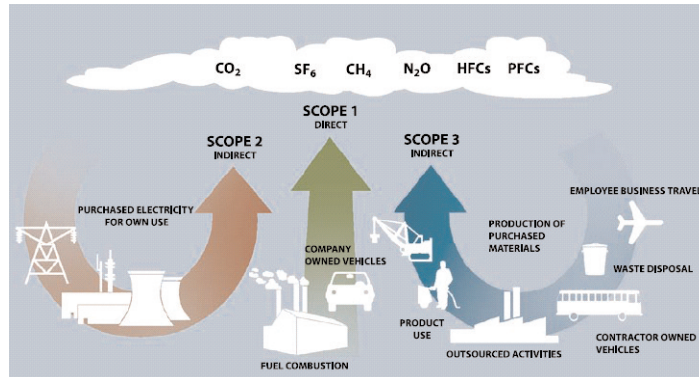 CO₂ SF₆ CH₄ N₂O HFCs PFCs
SCOPE 1
DIRECT
SCOPE 2
INDIRECT
SCOPE 3
INDIRECT
EMPLOYEE BUSINESS TRAVEL
PURCHASED ELECTRICITY
FOR OWN USE
PRODUCTION OF
PURCHASED
MATERIALS
COMPANY
OWNED VEHICLES
WASTE DISPOSAL
PRODUCT
USE
CONTRACTOR OWNED
VEHICLES
OUTSOURCED ACTIVITIES
FUEL COMBUSTION